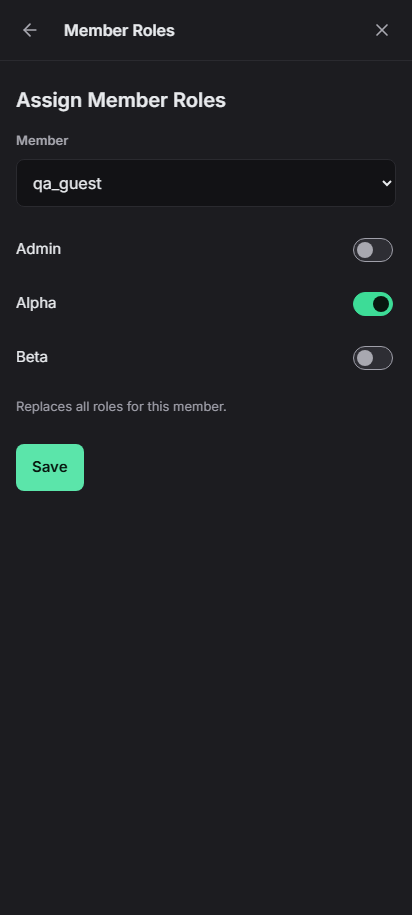 Member Roles
Assign Member Roles
Member
qa_guest
Admin
Alpha
Beta
Replaces all roles for this member.
Save